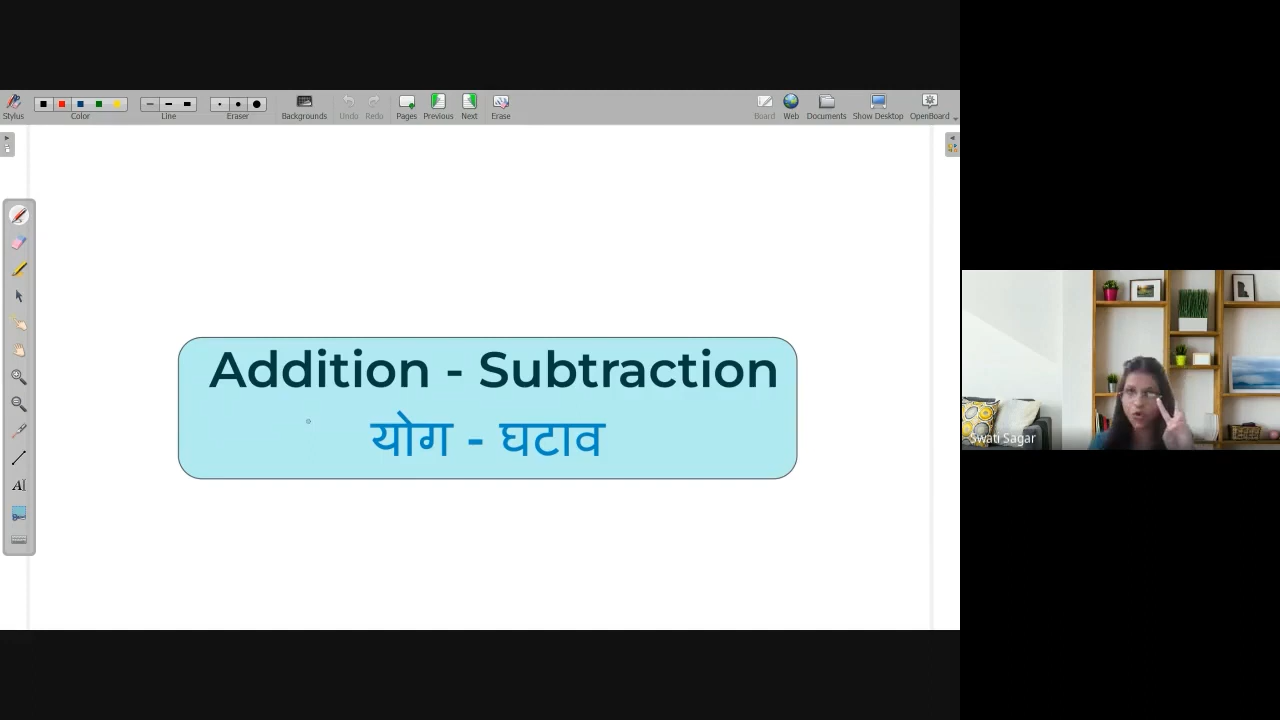 Stylus
Color
Line
Eraser
Backgrounds
Undo
Redo
Pages
Previous
Next
Erase
Board
Web
Documents
Show Desktop
OpenBoard
Addition - Subtraction
योग - घटाव
AI
Swati Sagar